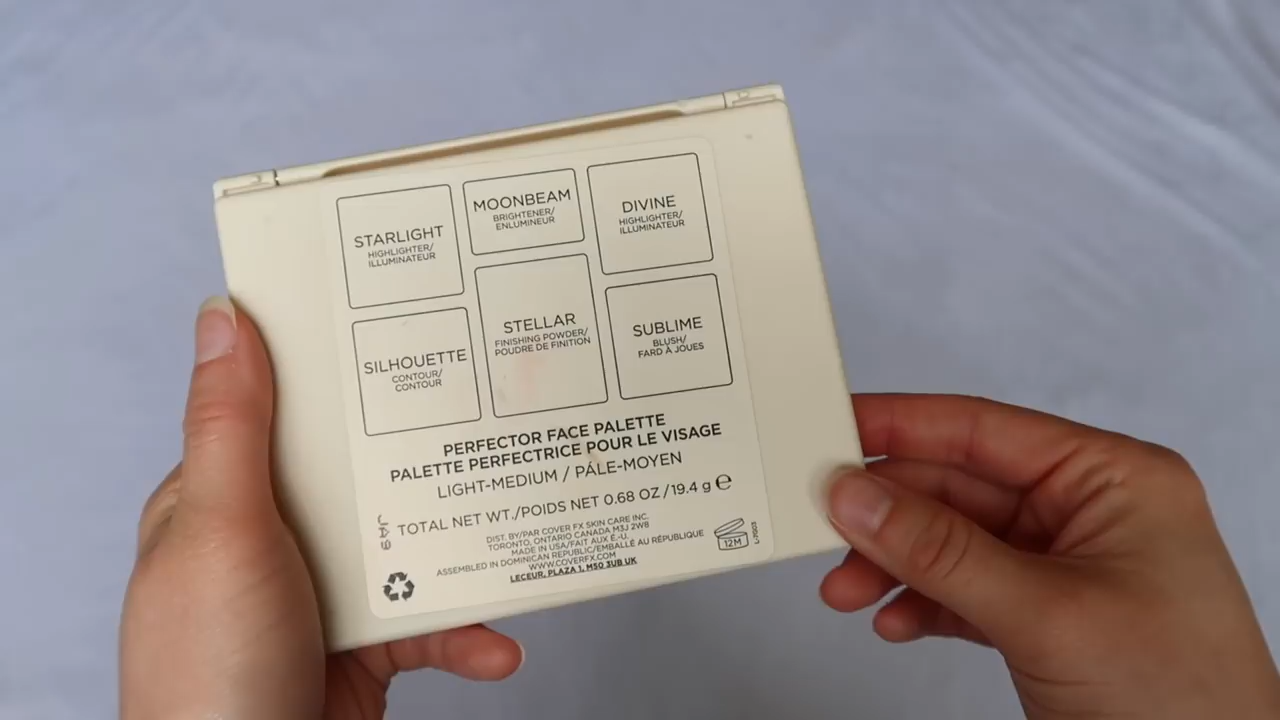 STARLIGHT
HIGHLIGHTER/
ILLUMINATEUR
MOONBEAM
BRIGHTENER/
ENLUMINEUR
DIVINE
HIGHLIGHTER/
ILLUMINATEUR
SILHOUETTE
CONTOUR/
CONTOUR
STELLAR
FINISHING POWDER/
POUDRE DE FINITION
SUBLIME
BLUSH/
FARD À JOUES
PERFECTOR FACE PALETTE
PALETTE PERFECTRICE POUR LE VISAGE
LIGHT-MEDIUM / PÂLE-MOYEN
TOTAL NET WT./POIDS NET 0.68 OZ / 19.4 g e
DIST. BY/PAR COVER FX SKIN CARE INC.
TORONTO, ONTARIO CANADA M3J 2W8
MADE IN USA/FAIT AUX É.-U.
ASSEMBLED IN DOMINICAN REPUBLIC/EMBALLÉ AU RÉPUBLIQUE
WWW.COVERFX.COM
LECEUR, PLAZA 1, M50 3UB UK
12M